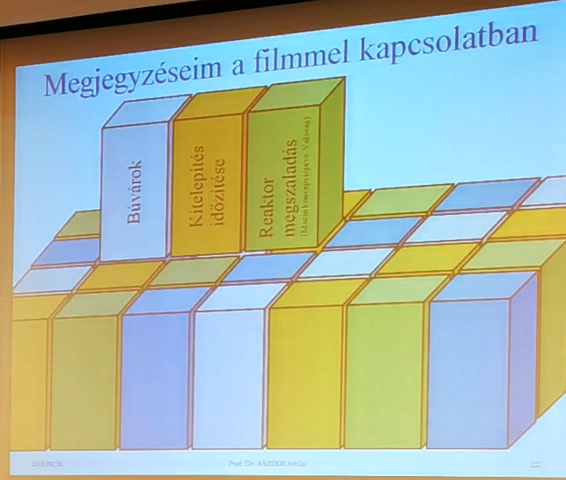 Megjegyzéseim a filmmel kapcsolatban
Búvárok
Kitelepítés
időzítése
Reaktor
megszaladás
Prof. Dr. ASZÓDI Attila
22